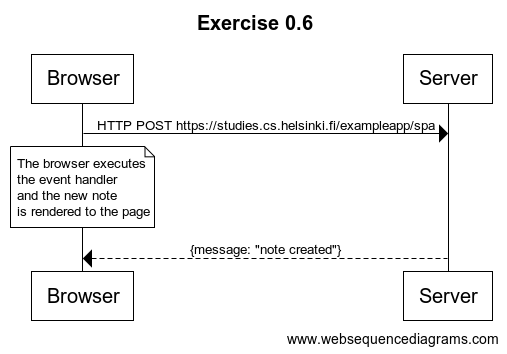 Exercise 0.6
Browser
Server
HTTP POST https://studies.cs.helsinki.fi/exampleapp/spa
The browser executes
the event handler
and the new note
is rendered to the page
{message: "note created"}
Browser
Server
www.websequencediagrams.com